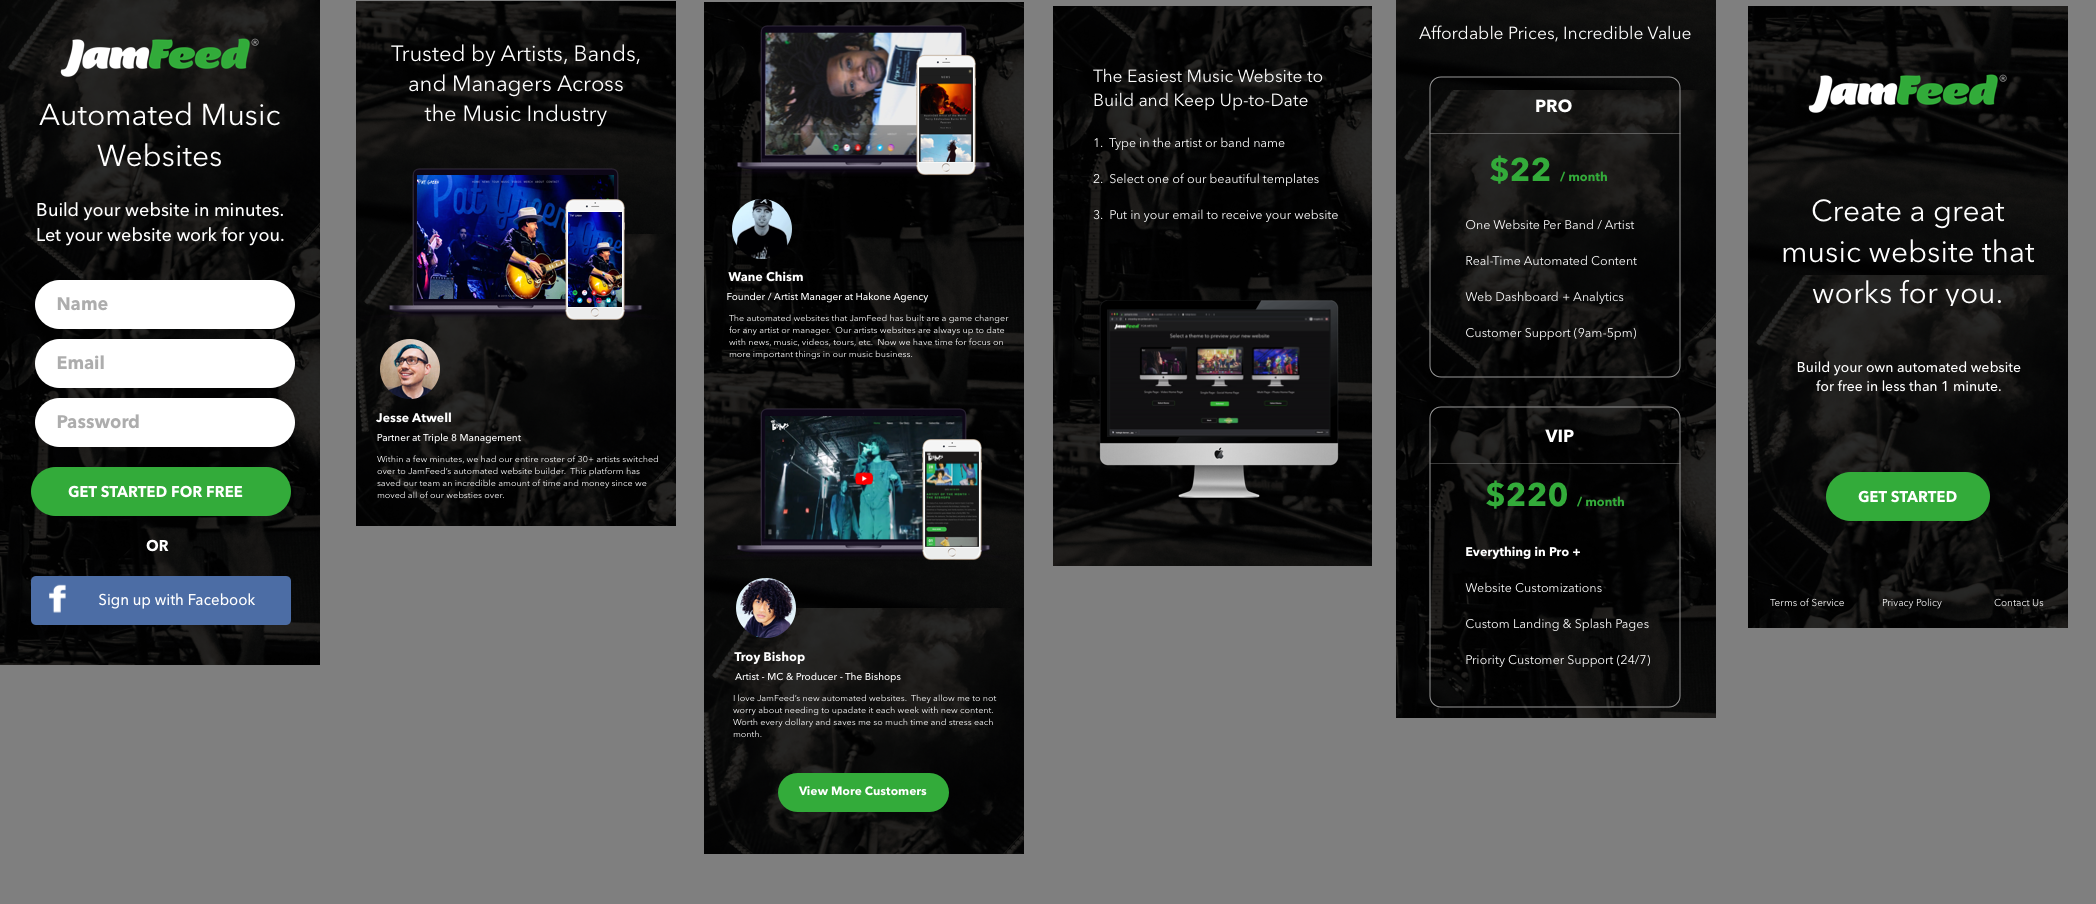 JamFeed®
Automated Music
Websites
Build your website in minutes.
Let your website work for you.
Name
Email
Password
GET STARTED FOR FREE
OR
f
Sign up with Facebook
Trusted by Artists, Bands,
and Managers Across
the Music Industry
Pat Green
Jesse Atwell
Partner at Triple 8 Management
Within a few minutes, we had our entire roster of 30+ artists switched
over to JamFeed's automated website builder. This platform has
saved our team an incredible amount of time and money since we
moved all of our websties over.
Wane Chism
Founder / Artist Manager at Hakone Agency
The automated websites that JamFeed has built are a game changer
for any artist or manager. Our artists websites are always up to date
with news, music, videos, tours, etc. Now we have time for focus on
more important things in our music business.
Troy Bishop
Artist - MC & Producer - The Bishops
I love JamFeed's new automated websites. They allow me to not
worry about needing to upadate it each week with new content.
Worth every dollary and saves me so much time and stress each
month.
View More Customers
The Easiest Music Website to
Build and Keep Up-to-Date
1. Type in the artist or band name
2. Select one of our beautiful templates
3. Put in your email to receive your website
JamFeed
Select a theme to preview your new website
Affordable Prices, Incredible Value
PRO
$22 / month
One Website Per Band / Artist
Real-Time Automated Content
Web Dashboard + Analytics
Customer Support (9am-5pm)
VIP
$220 / month
Everything in Pro +
Website Customizations
Custom Landing & Splash Pages
Priority Customer Support (24/7)
JamFeed®
Create a great
music website that
works for you.
Build your own automated website
for free in less than 1 minute.
GET STARTED
Terms of Service
Privacy Policy
Contact Us